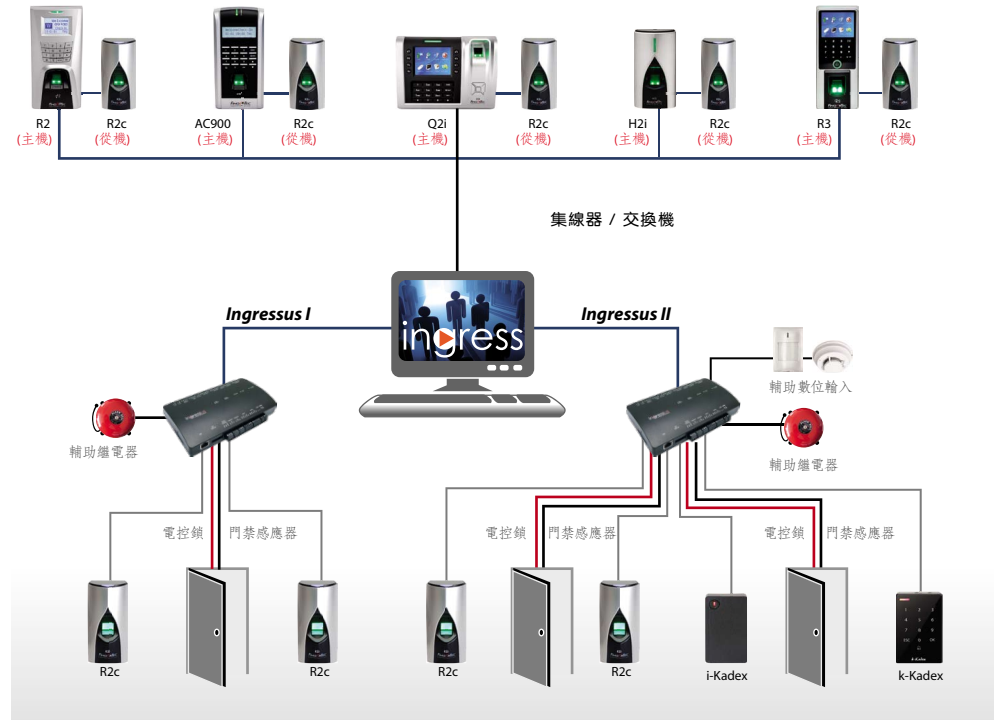 R2
(主機)
R2c
(從機)
AC900
(主機)
R2c
(從機)
Q2i
(主機)
R2c
(從機)
H2i
(主機)
R2c
(從機)
R3
(主機)
R2c
(從機)
集線器 / 交換機
Ingressus I
ingress
Ingressus II
輔助數位輸入
輔助繼電器
輔助繼電器
電控鎖
門禁感應器
電控鎖
門禁感應器
電控鎖
門禁感應器
R2c
R2c
R2c
R2c
i-Kadex
k-Kadex